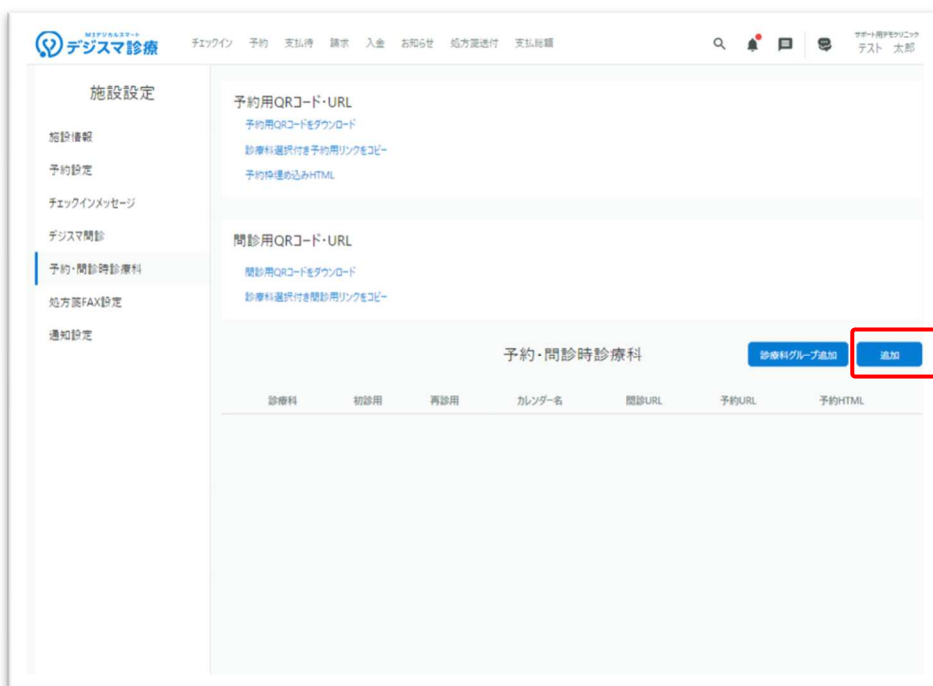 M3デジカルスマート
デジスマ診療
チェックイン 予約 支払待 請求 入金 お知らせ 処方箋送付 支払総額
サポート用デモクリニック
テスト 太郎
施設設定
施設情報
予約設定
チェックインメッセージ
デジスマ問診
予約・問診時診療科
処方箋FAX設定
通知設定
予約用QRコード・URL
予約用QRコードをダウンロード
診療科選択付き予約用リンクをコピー
予約枠埋め込みHTML
問診用QRコード・URL
問診用QRコードをダウンロード
診療科選択付き問診用リンクをコピー
予約・問診時診療科
診療科グループ追加 追加
診療科 初診用 再診用 カレンダー名 問診URL 予約URL 予約HTML